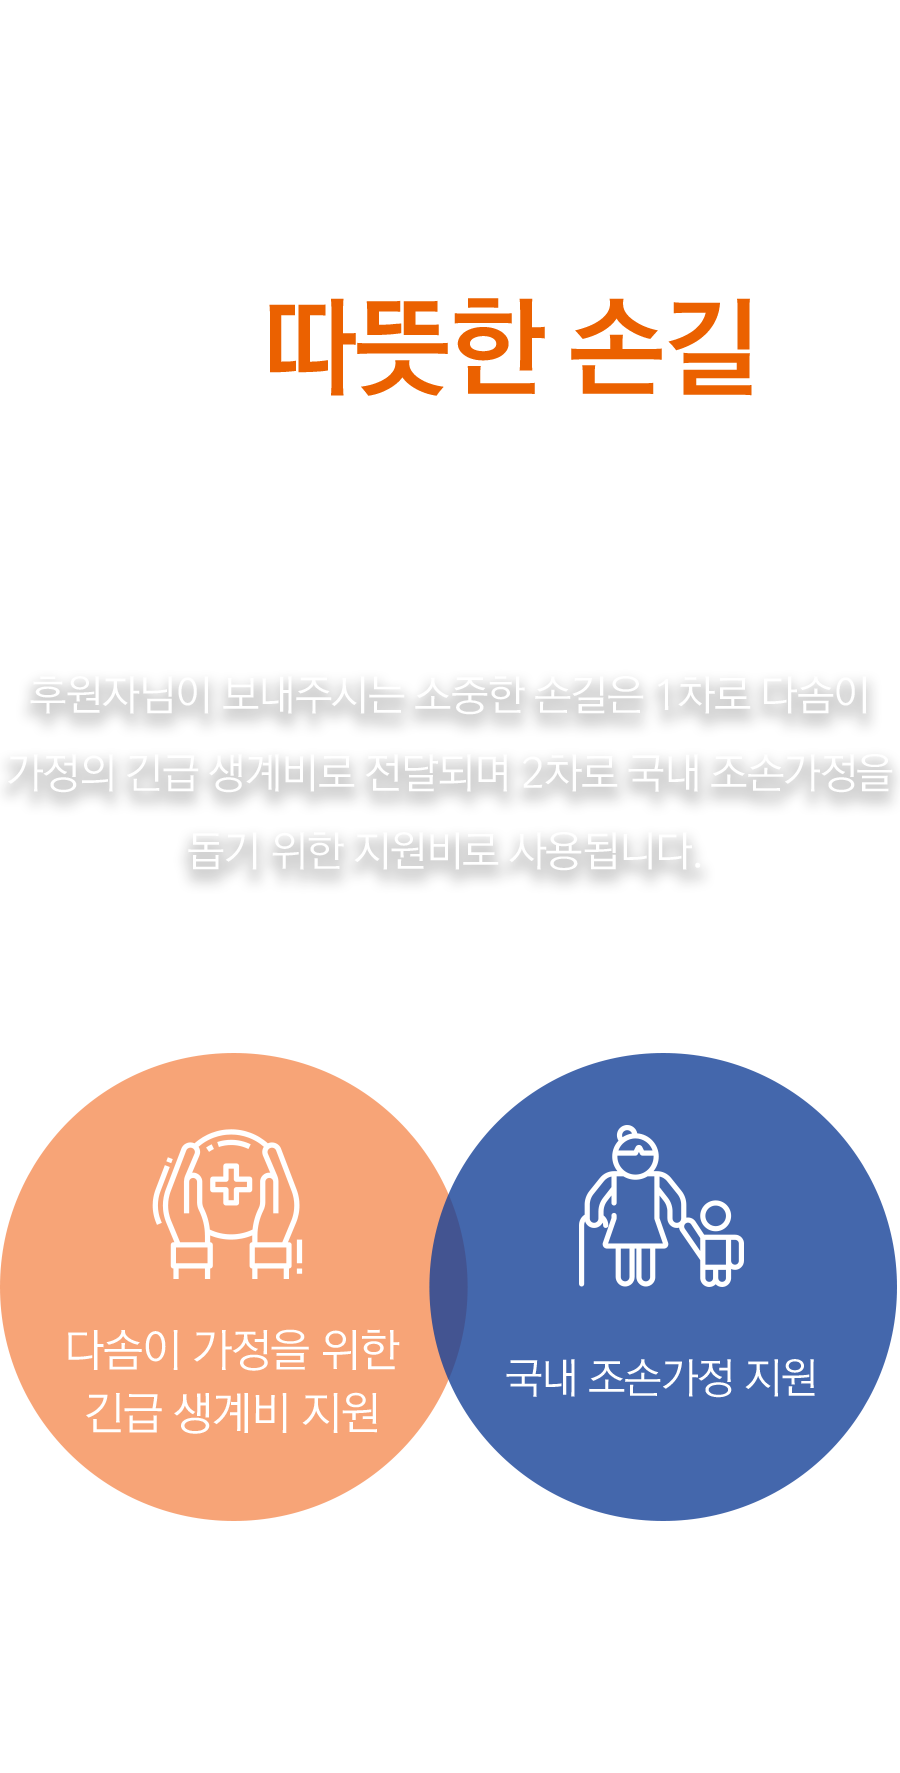 따뜻한 손길
후원자님이 보내주시는 소중한 손길은 1차로 다솜이
가정의 긴급 생계비로 전달되며 2차로 국내 조손가정을
돕기 위한 지원비로 사용됩니다.
다솜이 가정을 위한
긴급 생계비 지원
국내 조손가정 지원